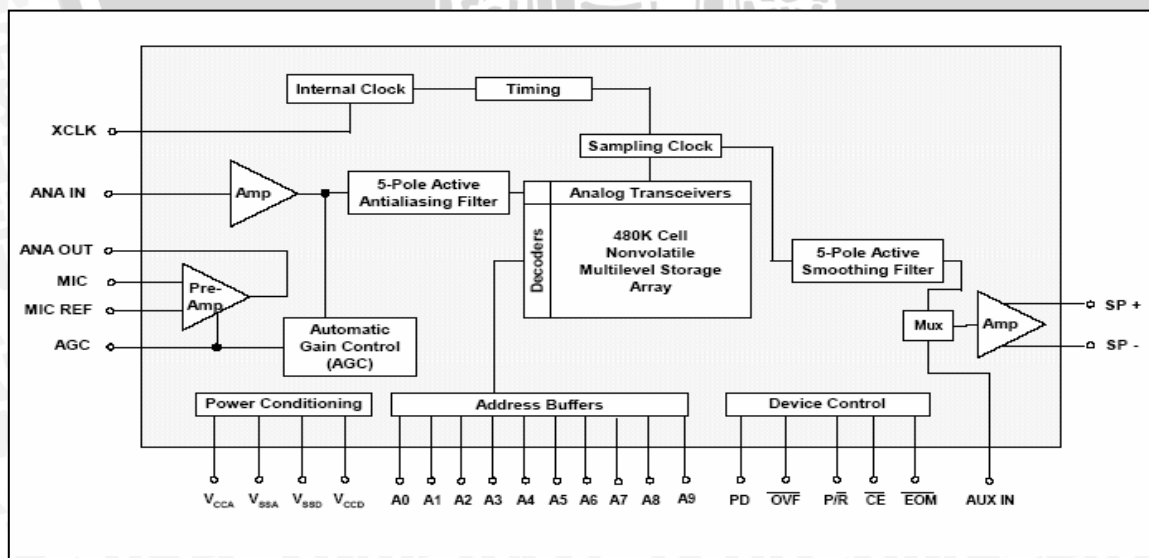 Internal Clock
Timing
XCLK
Sampling Clock
ANA IN
Amp
5-Pole Active
Antialiasing Filter
Analog Transceivers
Decoders
480K Cell
Nonvolatile
Multilevel Storage
Array
ANA OUT
MIC
MIC REF
Pre-
Amp
AGC
Automatic
Gain Control
(AGC)
5-Pole Active
Smoothing Filter
Mux
Amp
SP +
SP -
Power Conditioning
Address Buffers
Device Control
VCCA VSSA VSSD VCCD A0 A1 A2 A3 A4 A5 A6 A7 A8 A9 PD O̅V̅F̅ P/R̅ C̅E̅ E̅O̅M̅ AUX IN